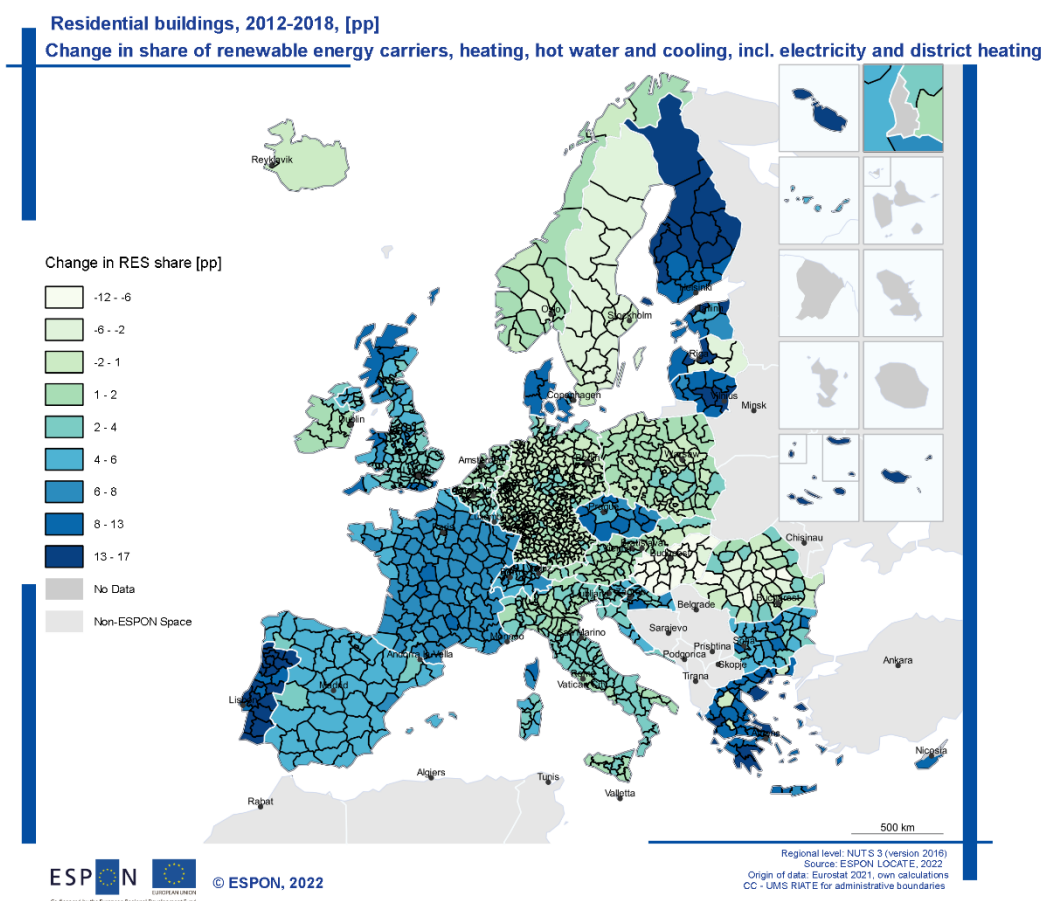 Residential buildings, 2012-2018, [pp]
Change in share of renewable energy carriers, heating, hot water and cooling, incl. electricity and district heating
Reykjavik
Change in RES share [pp]
-12 - -6
-6 - -2
-2 - 1
1 - 2
2 - 4
4 - 6
6 - 8
8 - 13
13 - 17
No Data
Non-ESPON Space
Oslo
Stockholm
Helsinki
Riga
Vilnius
Minsk
Copenhagen
Dublin
Warsaw
Prague
Paris
Chisinau
Bucharest
Belgrade
Sarajevo
San Marino
Monaco
Prishtina
Sofia
Podgorica
Skopje
Andorra la Vella
Tirana
Rome
Vatican City
Madrid
Ankara
Athens
Nicosia
Algiers
Tunis
Valletta
Rabat
500 km
Regional level: NUTS 3 (version 2016)
Source: ESPON LOCATE, 2022
Origin of data: Eurostat 2021, own calculations
CC - UMS RIATE for administrative boundaries
ESPON
EUROPEAN UNION
© ESPON, 2022